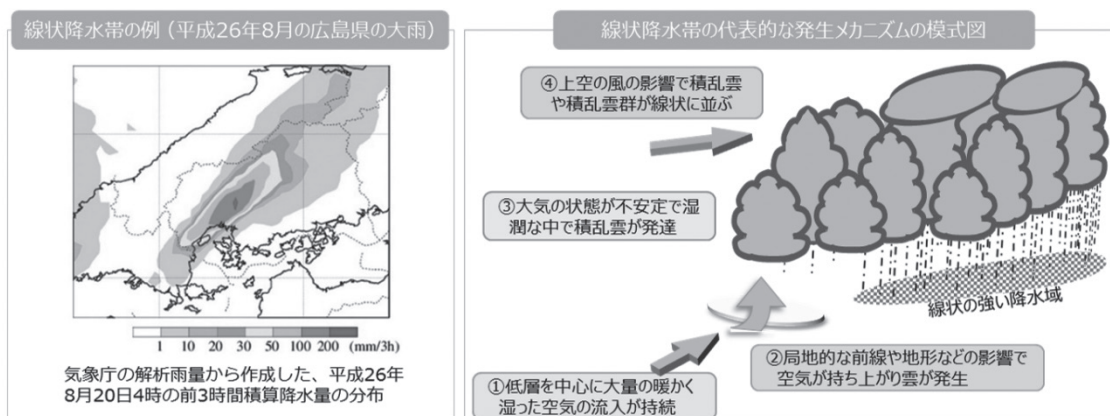 線状降水帯の例(平成26年8月の広島県の大雨)
1 10 20 30 50 100 200 (mm/3h)
気象庁の解析雨量から作成した、平成26年
8月20日4時の前3時間積算降水量の分布
線状降水帯の代表的な発生メカニズムの模式図
④上空の風の影響で積乱雲
や積乱雲群が線状に並ぶ
③大気の状態が不安定で湿
潤な中で積乱雲が発達
線状の強い降水域
②局地的な前線や地形などの影響で
空気が持ち上がり雲が発生
①低層を中心に大量の暖かく
湿った空気の流入が持続